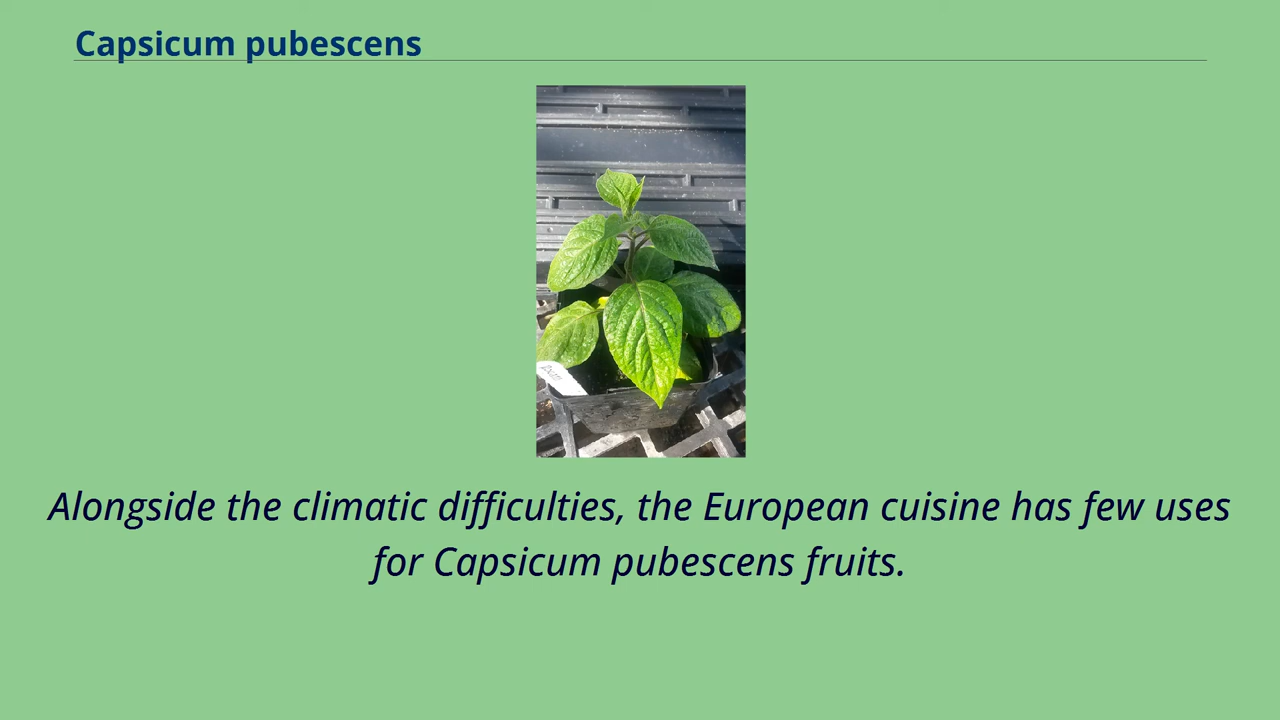 Capsicum pubescens
Alongside the climatic difficulties, the European cuisine has few uses
for Capsicum pubescens fruits.